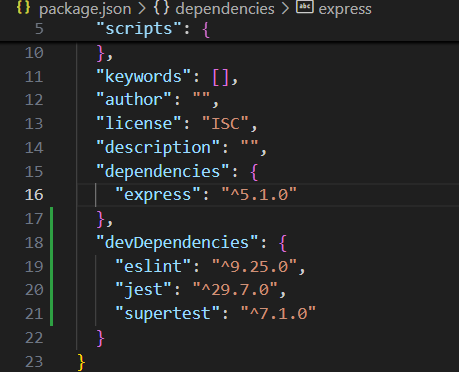 package.json > dependencies > express
5 "scripts": {
10 },
11 "keywords": [],
12 "author": "",
13 "license": "ISC",
14 "description": "",
15 "dependencies": {
16 "express": "^5.1.0"
17 },
18 "devDependencies": {
19 "eslint": "^9.25.0",
20 "jest": "^29.7.0",
21 "supertest": "^7.1.0"
22 }
23 }